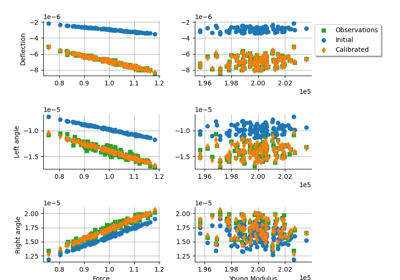 1e−6
1e−6
Observations
Initial
Calibrated
Deflection
−2
−4
−6
−8
−2
−4
−6
−8
0.8 0.9 1.0 1.1 1.2
1.96 1.98 2.00 2.02
1e5
1e−5
1e−5
Left angle
−1.0
−1.5
−1.0
−1.5
0.8 0.9 1.0 1.1 1.2
1.96 1.98 2.00 2.02
1e5
1e−5
1e−5
Right angle
2.00
1.75
1.50
1.25
2.00
1.75
1.50
1.25
0.8 0.9 1.0 1.1 1.2
1.96 1.98 2.00 2.02
1e5
Force
Young Modulus